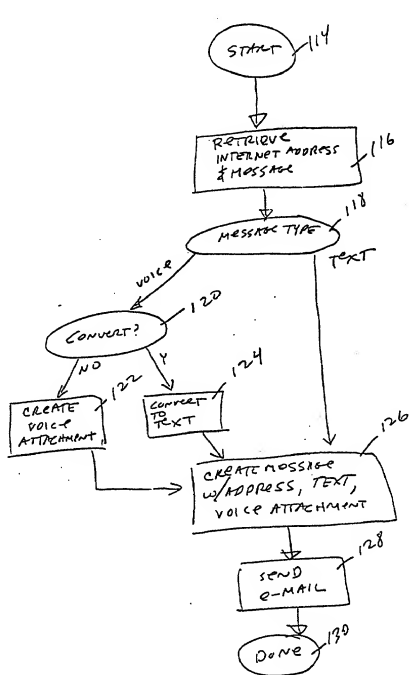 START
114
RETRIEVE
INTERNET ADDRESS
& MESSAGE
116
MESSAGE TYPE
118
VOICE
TEXT
CONVERT?
120
NO
Y
CREATE
VOICE
ATTACHMENT
122
CONVERT
TO
TEXT
124
CREATE MESSAGE
W/ADDRESS, TEXT,
VOICE ATTACHMENT
126
SEND
e-MAIL
128
DONE
130